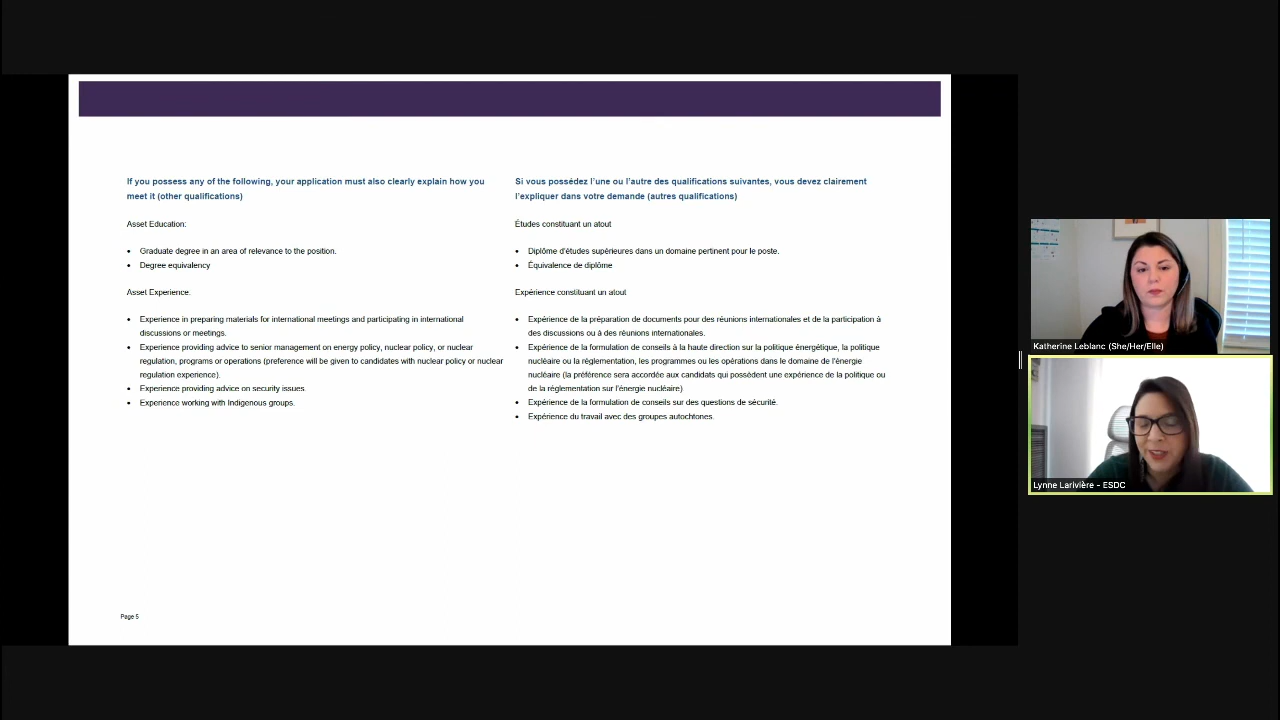 If you possess any of the following, your application must also clearly explain how you
meet it (other qualifications)
Asset Education:
• Graduate degree in an area of relevance to the position.
• Degree equivalency
Asset Experience.
• Experience in preparing materials for international meetings and participating in international
discussions or meetings.
• Experience providing advice to senior management on energy policy, nuclear policy, or nuclear
regulation, programs or operations (preference will be given to candidates with nuclear policy or nuclear
regulation experience).
• Experience providing advice on security issues.
• Experience working with Indigenous groups.
Si vous possédez l'une ou l'autre des qualifications suivantes, vous devez clairement
l'expliquer dans votre demande (autres qualifications)
Études constituant un atout
• Diplôme d'études supérieures dans un domaine pertinent pour le poste.
• Équivalence de diplôme
Expérience constituant un atout
• Expérience de la préparation de documents pour des réunions internationales et de la participation à
des discussions ou à des réunions internationales.
• Expérience de la formulation de conseils à la haute direction sur la politique énergétique, la politique
nucléaire ou la réglementation, les programmes ou les opérations dans le domaine de l'énergie
nucléaire (la préférence sera accordée aux candidats qui possèdent une expérience de la politique ou
de la réglementation sur l'énergie nucléaire).
• Expérience de la formulation de conseils sur des questions de sécurité.
• Expérience du travail avec des groupes autochtones.
Page 5
Katherine Leblanc (She/Her/Elle)
Lynne Larivière - ESDC